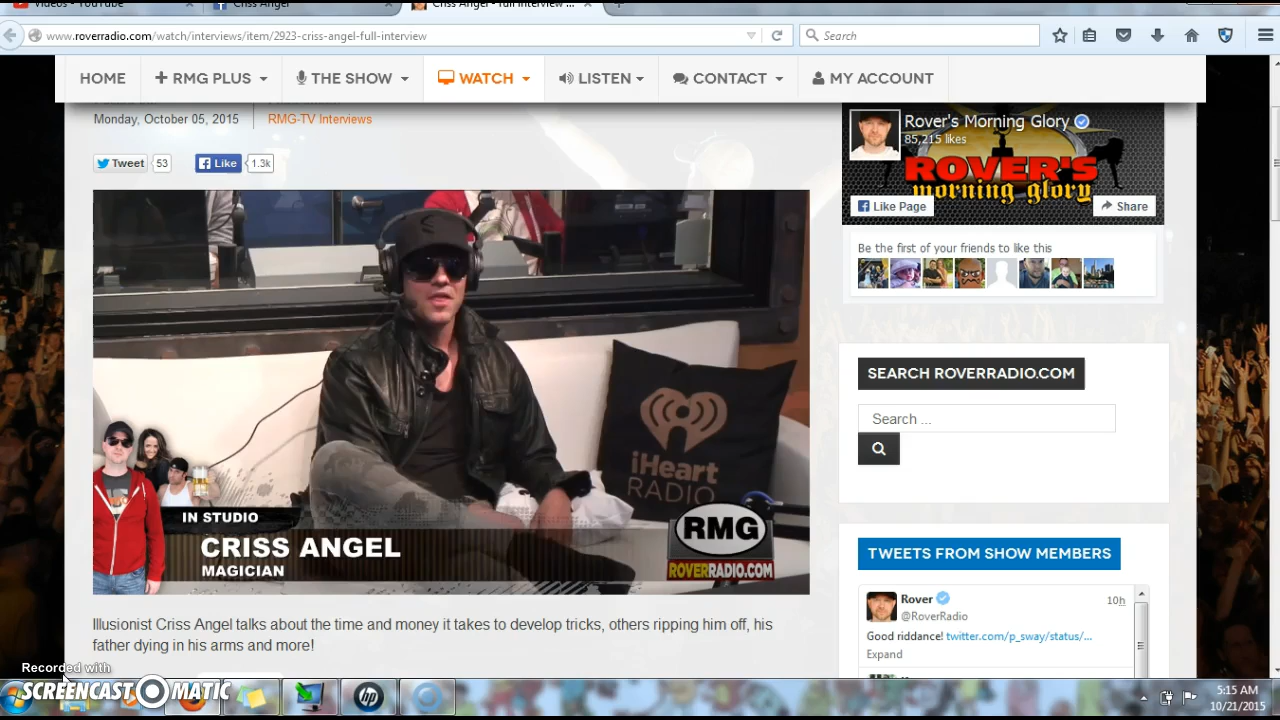 Videos - YouTube
Criss Angel
Criss Angel - full interview ...
www.roverradio.com/watch/interviews/item/2923-criss-angel-full-interview
Search
HOME
RMG PLUS
THE SHOW
WATCH
LISTEN
CONTACT
MY ACCOUNT
Monday, October 05, 2015
RMG-TV Interviews
Tweet 53
Like 1.3k
iHeart
RADIO
IN STUDIO
CRISS ANGEL
MAGICIAN
RMG
ROVERRADIO.COM
Illusionist Criss Angel talks about the time and money it takes to develop tricks, others ripping him off, his
father dying in his arms and more!
Rover's Morning Glory
85,215 likes
ROVER'S
morning glory
Like Page
Share
Be the first of your friends to like this
SEARCH ROVERRADIO.COM
Search ...
TWEETS FROM SHOW MEMBERS
Rover
10h
@RoverRadio
Good riddance! twitter.com/p_sway/status/...
Expand
Recorded with
SCREENCAST MATIC
hp
5:15 AM
10/21/2015